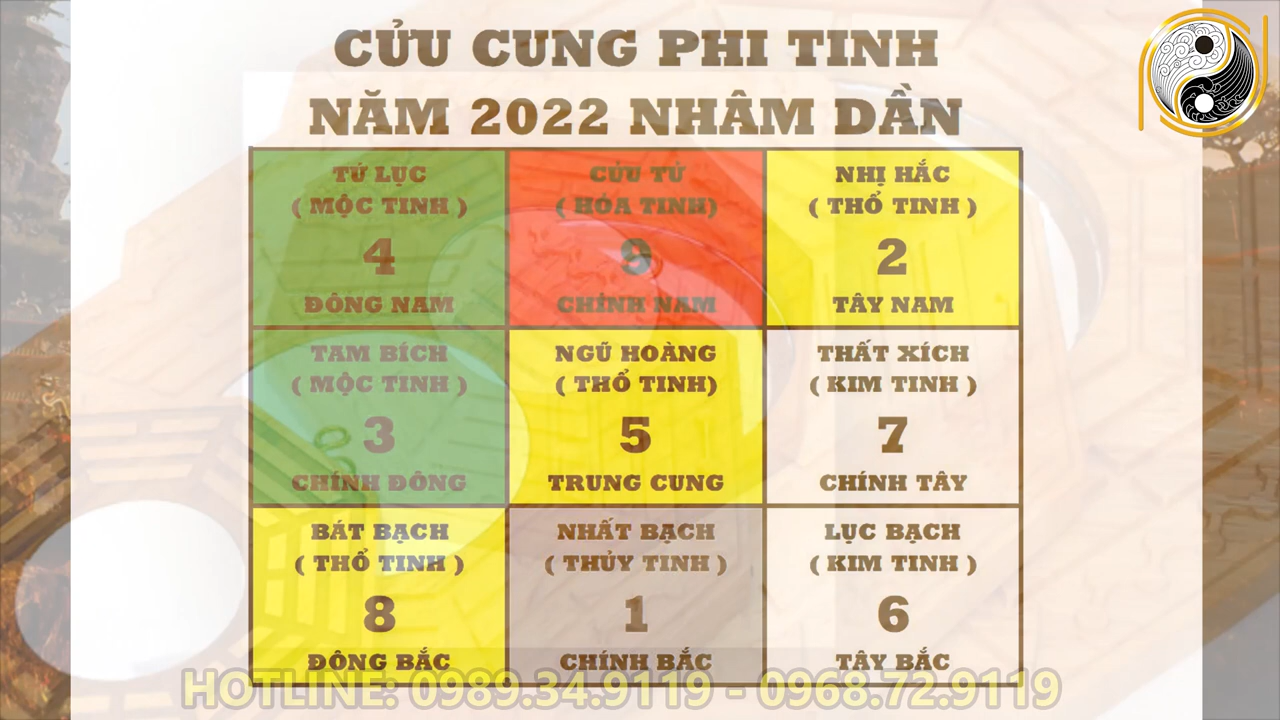 CỬU CUNG PHI TINH
NĂM 2022 NHÂM DẦN
TỨ LỤC
( MỘC TINH )
4
ĐÔNG NAM
CỬU TỬ
( HỎA TINH)
9
CHÍNH NAM
NHỊ HẮC
( THỔ TINH )
2
TÂY NAM
TAM BÍCH
( MỘC TINH )
3
CHÍNH ĐÔNG
NGŨ HOÀNG
( THỔ TINH)
5
TRUNG CUNG
THẤT XÍCH
( KIM TINH )
7
CHÍNH TÂY
BÁT BẠCH
( THỔ TINH )
8
ĐÔNG BẮC
NHẤT BẠCH
( THỦY TINH )
1
CHÍNH BẮC
LỤC BẠCH
( KIM TINH )
6
TÂY BẮC
HOTLINE: 0989.34.9119 - 0968.72.9119